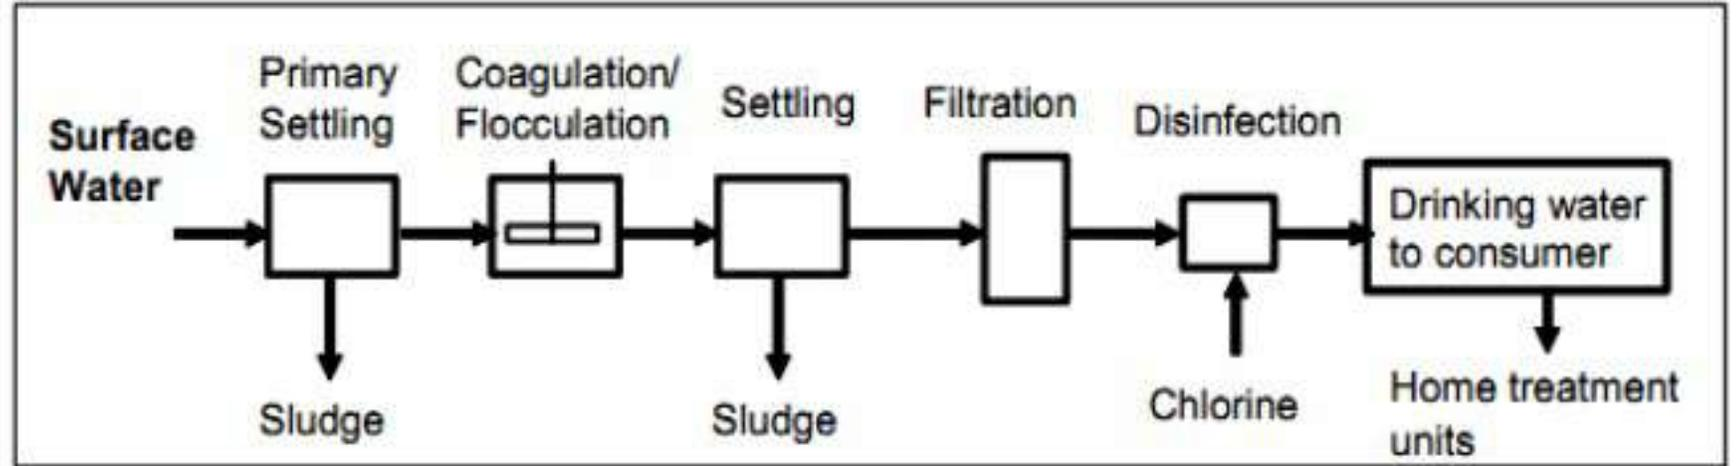 Surface
Water
Primary
Settling
Coagulation/
Flocculation
Settling
Filtration
Disinfection
Drinking water
to consumer
Sludge
Sludge
Chlorine
Home treatment
units